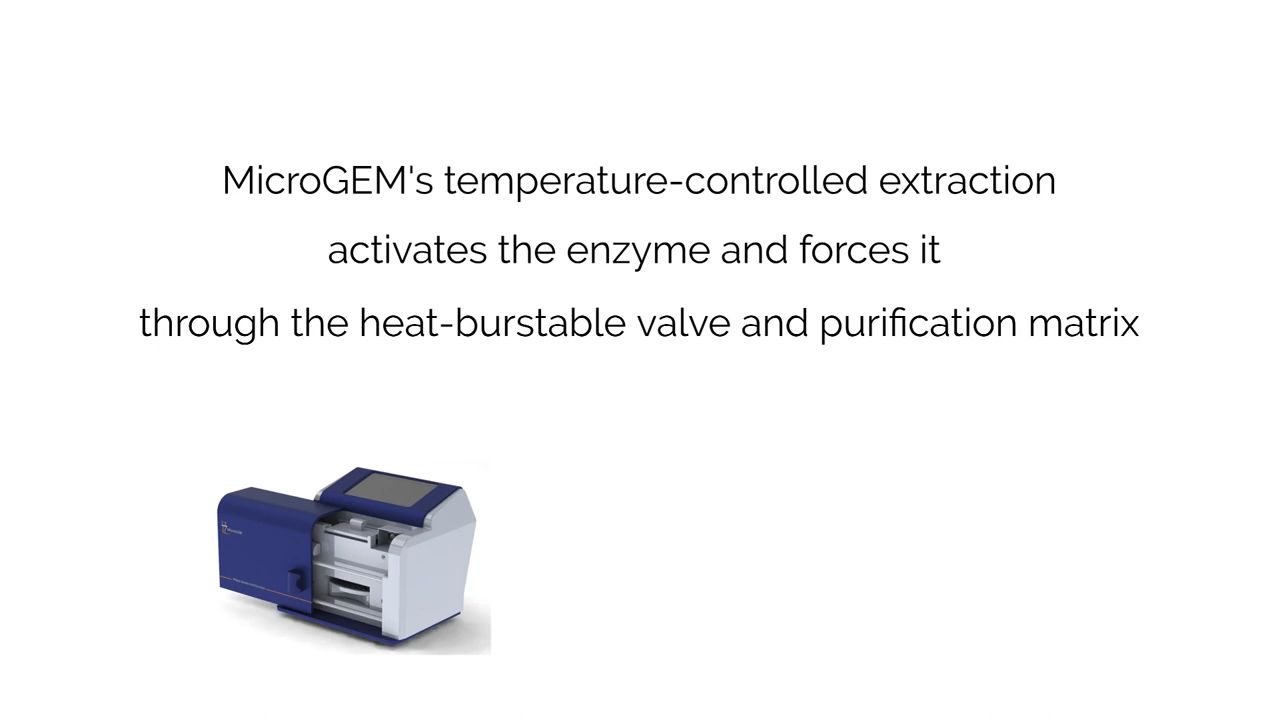 MicroGEM's temperature-controlled extraction
activates the enzyme and forces it
through the heat-burstable valve and purification matrix